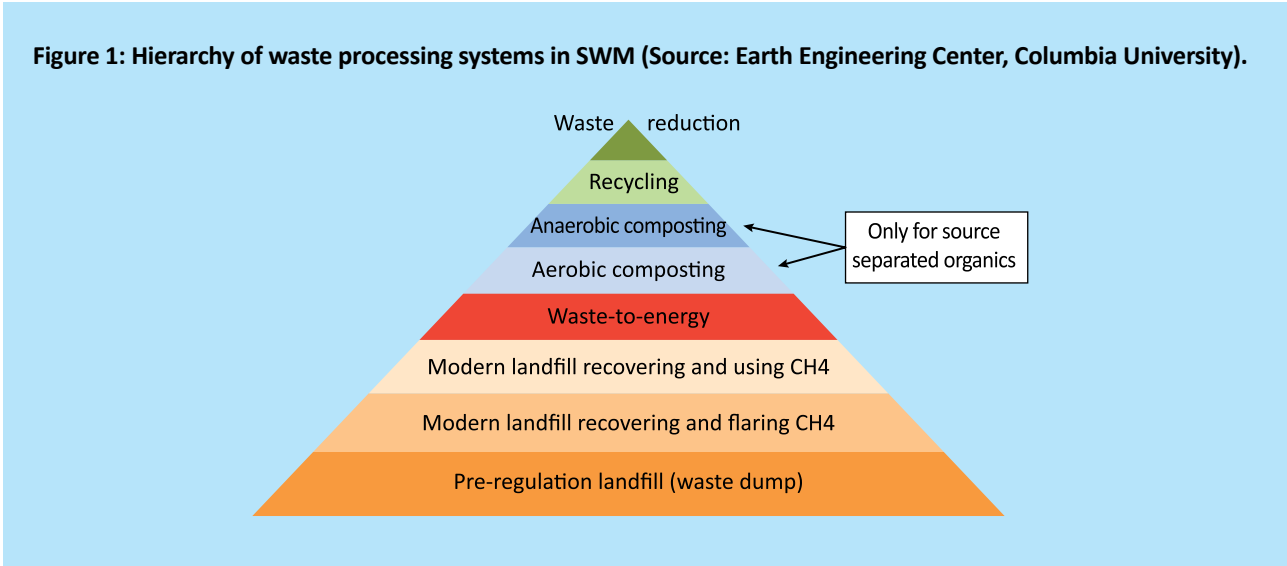 Figure 1: Hierarchy of waste processing systems in SWM (Source: Earth Engineering Center, Columbia University).
Waste reduction
Recycling
Anaerobic composting
Only for source
separated organics
Aerobic composting
Waste-to-energy
Modern landfill recovering and using CH4
Modern landfill recovering and flaring CH4
Pre-regulation landfill (waste dump)